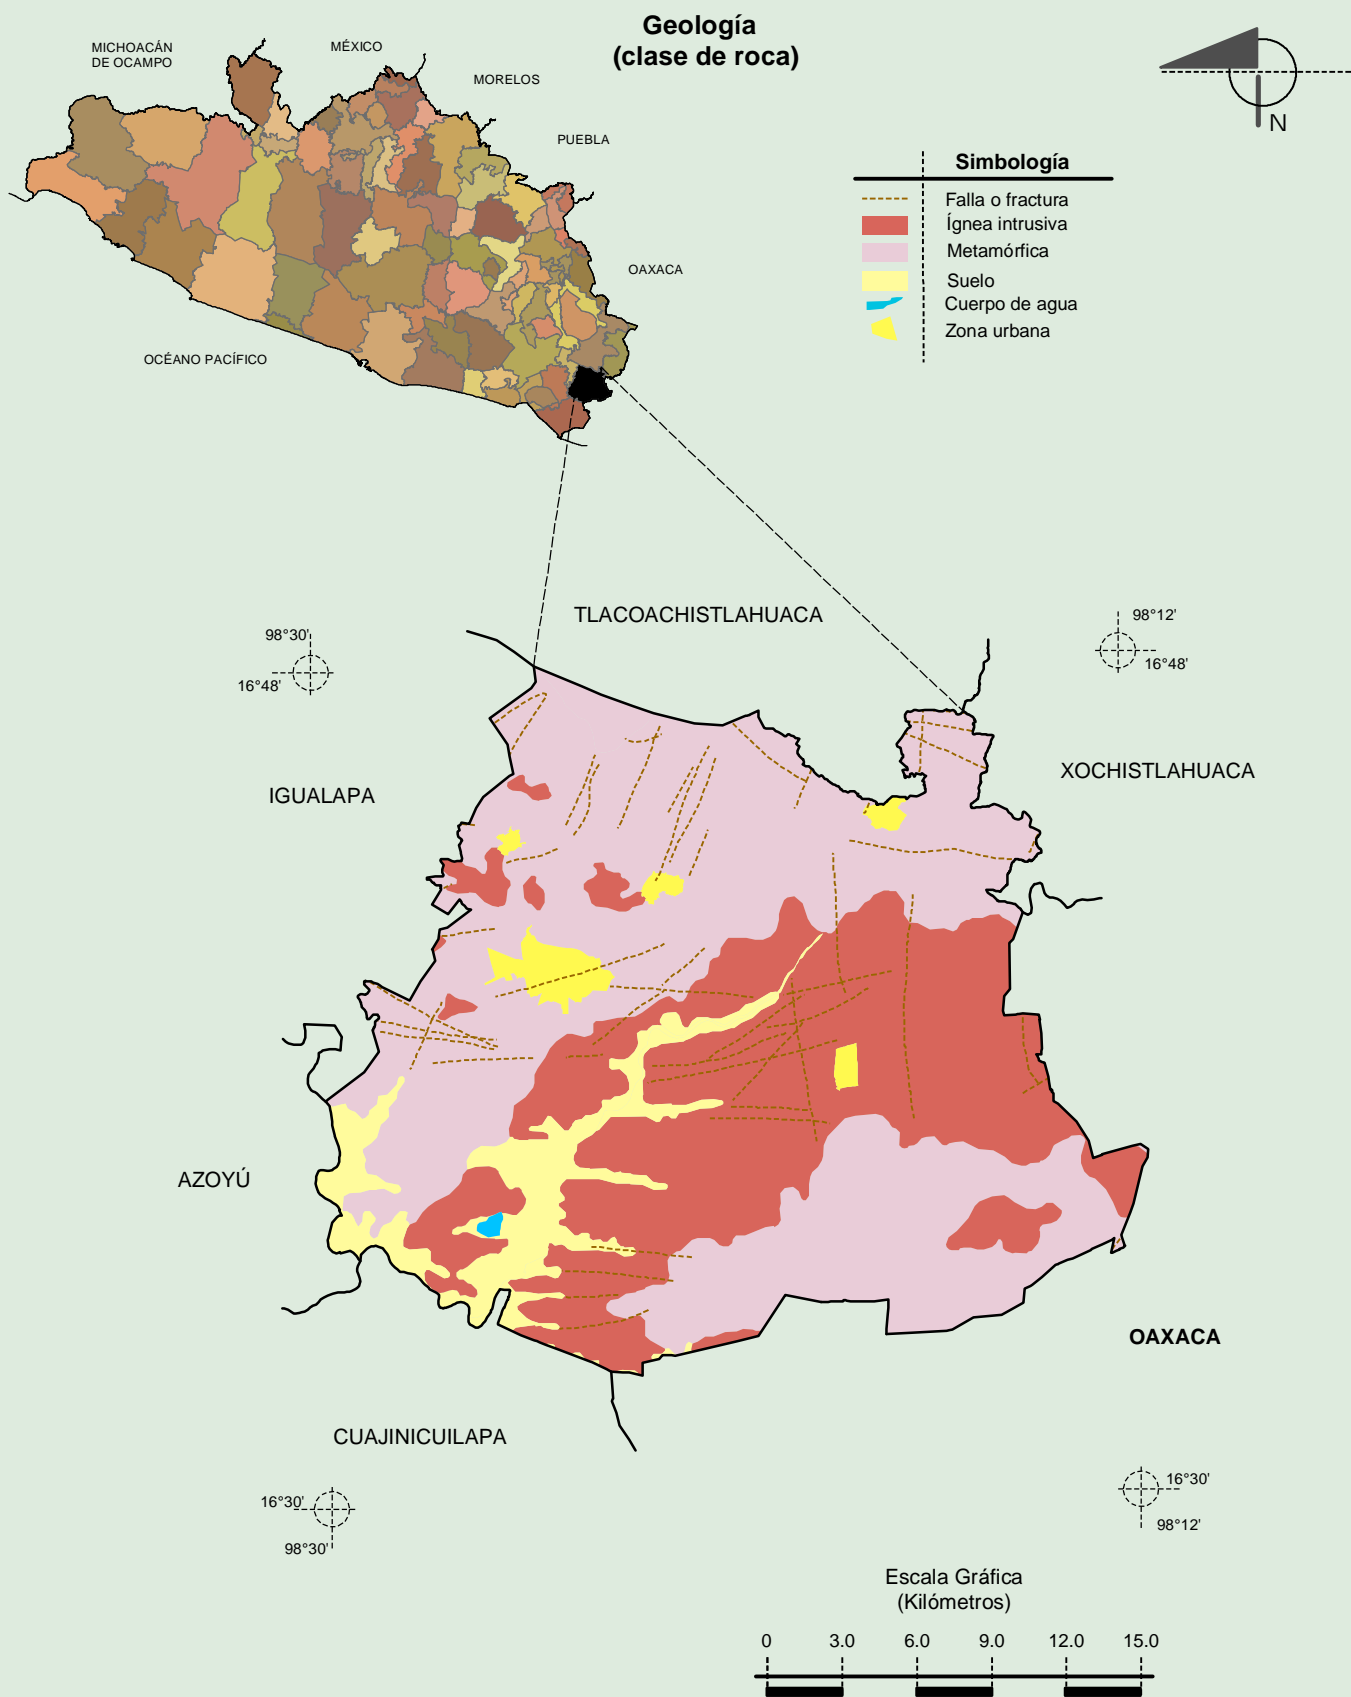 Geología
(clase de roca)
MICHOACÁN
DE OCAMPO
MÉXICO
MORELOS
PUEBLA
OAXACA
OCÉANO PACÍFICO
N
Simbología
Falla o fractura
Ígnea intrusiva
Metamórfica
Suelo
Cuerpo de agua
Zona urbana
TLACOACHISTLAHUACA
98°30'
16°48'
98°12'
16°48'
IGUALAPA
XOCHISTLAHUACA
AZOYÚ
OAXACA
CUAJINICUILAPA
16°30'
98°30'
16°30'
98°12'
Escala Gráfica
(Kilómetros)
0 3.0 6.0 9.0 12.0 15.0